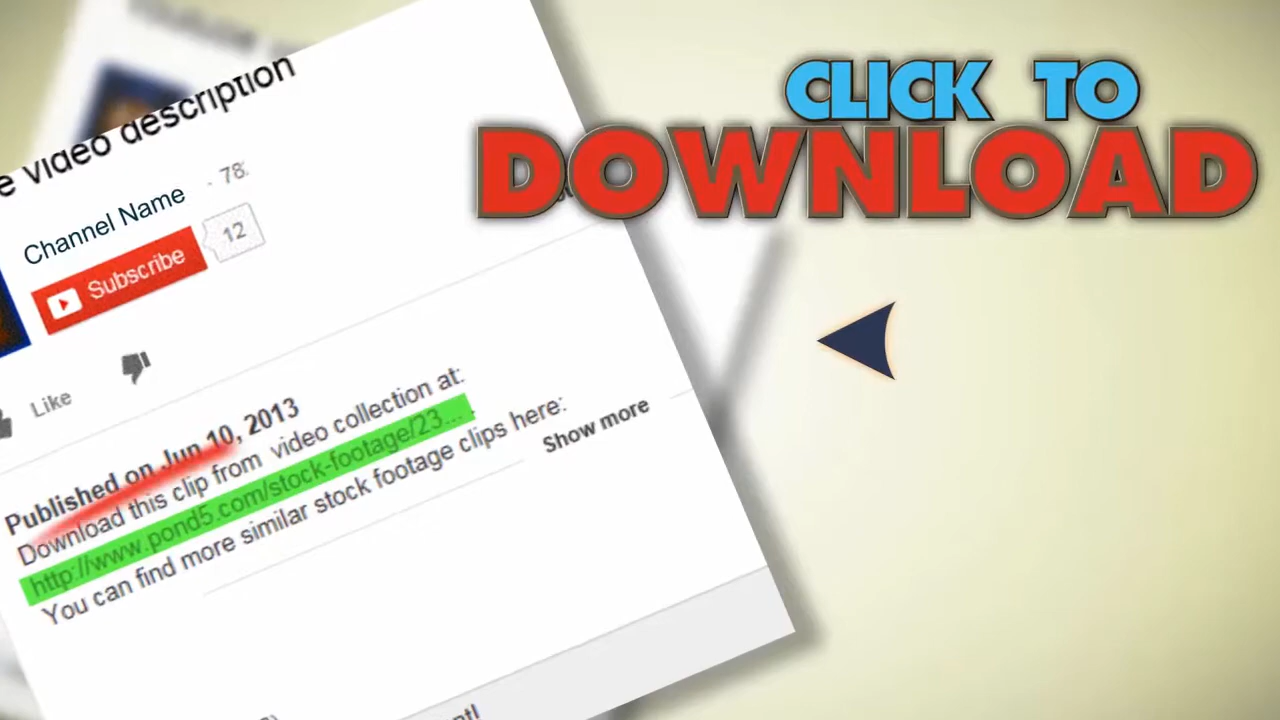 CLICK TO
DOWNLOAD
e video description
Channel Name
78
Subscribe
12
Like
Published on Jun 10, 2013
Download this clip from video collection at:
http://www.pond5.com/stock-footage/23...
You can find more similar stock footage clips here:
Show more